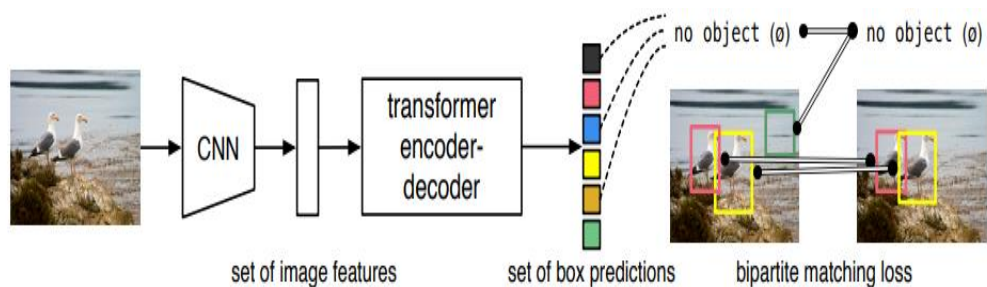 no object (ø) no object (ø)
CNN
transformer
encoder-
decoder
set of image features
set of box predictions
bipartite matching loss